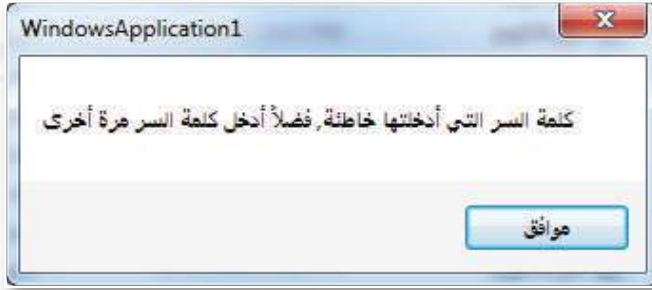 WindowsApplication1
كلمة السر التي أدخلتها خاطئة, فضلاً أدخل كلمة السر مرة أخرى
موافق